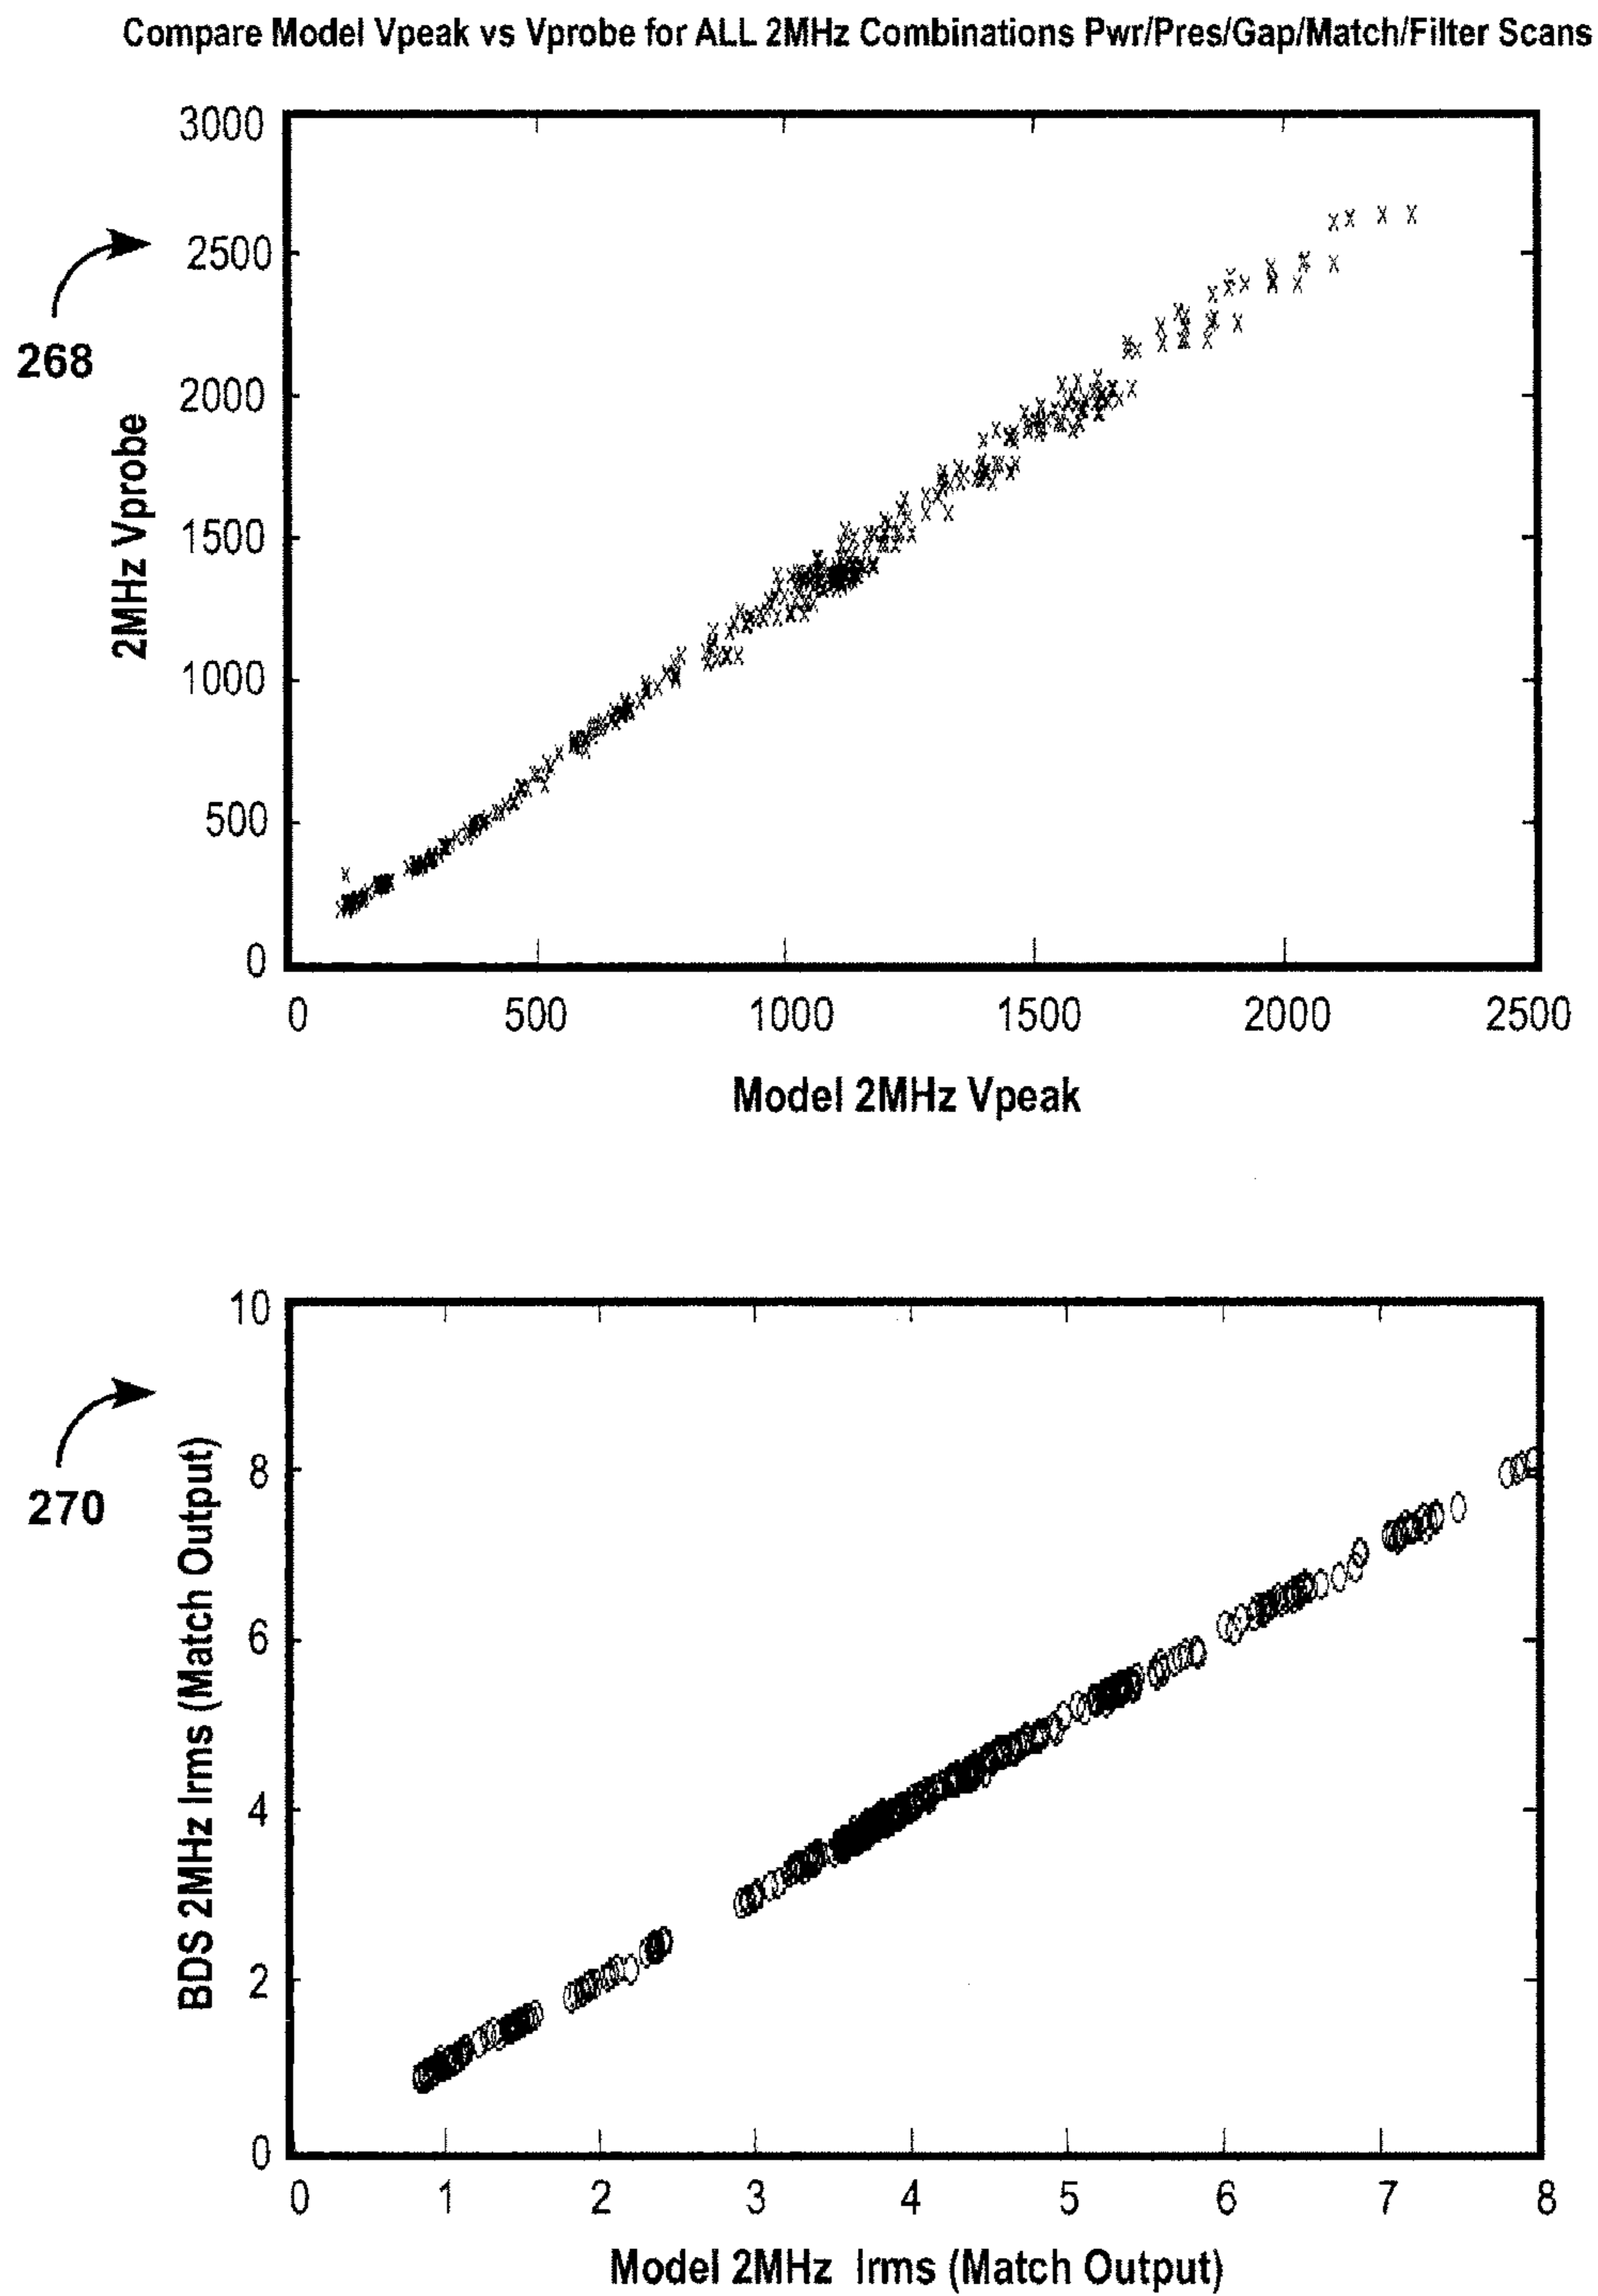 Compare Model Vpeak vs Vprobe for ALL 2MHz Combinations Pwr/Pres/Gap/Match/Filter Scans
3000
2500
2000
1500
1000
500
0
268
2MHz Vprobe
0 500 1000 1500 2000 2500
Model 2MHz Vpeak
10
8
6
4
2
0
270
BDS 2MHz Irms (Match Output)
0 1 2 3 4 5 6 7 8
Model 2MHz Irms (Match Output)